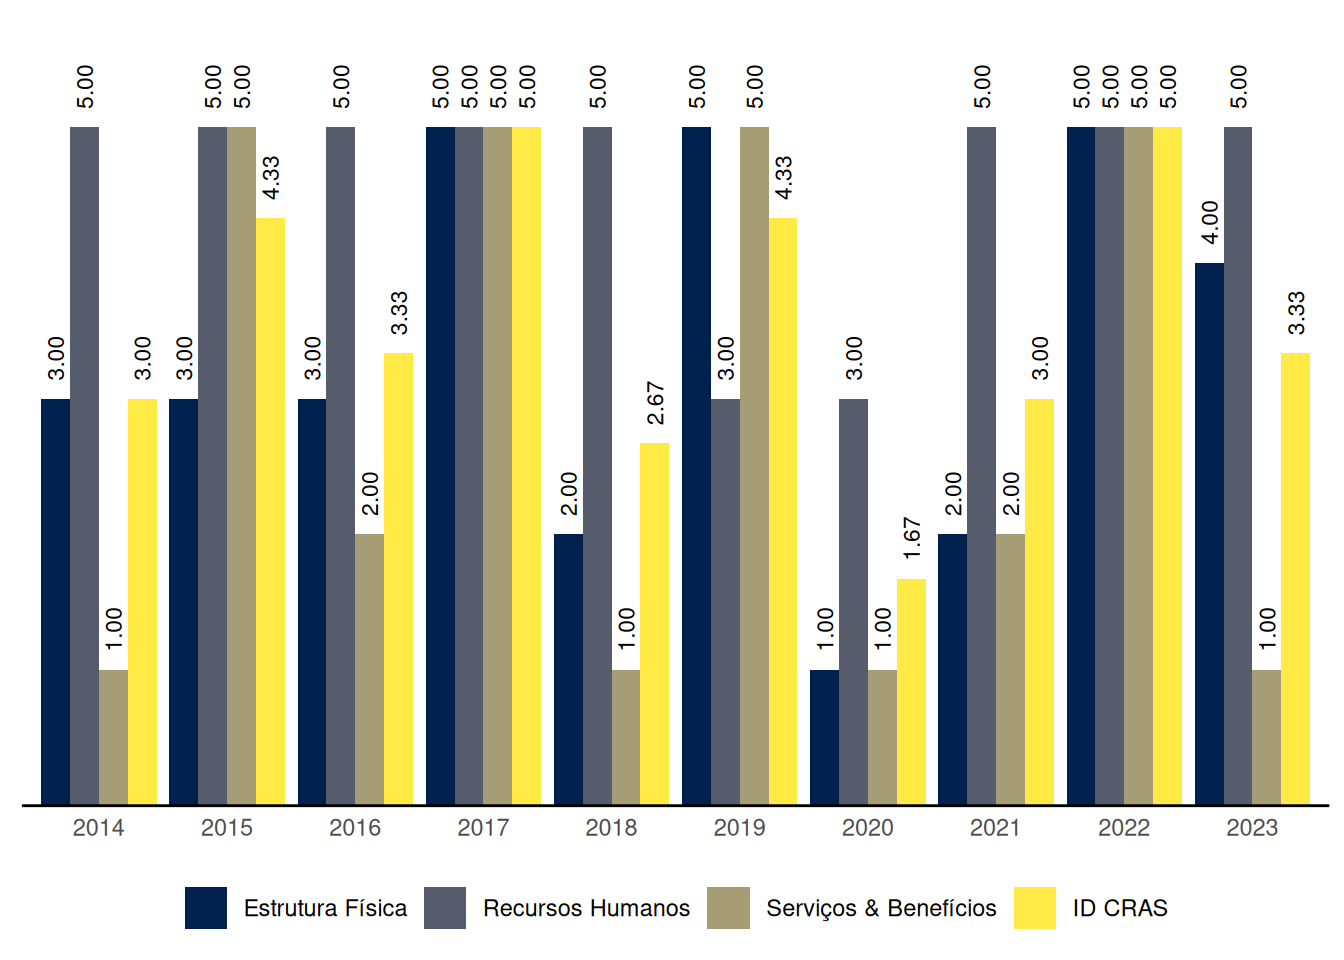 3.00 5.00 1.00 3.00
3.00 5.00 5.00 4.33
3.00 5.00 2.00 3.33
5.00 5.00 5.00 5.00
2.00 5.00 1.00 2.67
5.00 3.00 5.00 4.33
1.00 3.00 1.00 1.67
2.00 5.00 2.00 3.00
5.00 5.00 5.00 5.00
4.00 5.00 1.00 3.33
2014 2015 2016 2017 2018 2019 2020 2021 2022 2023
Estrutura Física Recursos Humanos Serviços & Benefícios ID CRAS